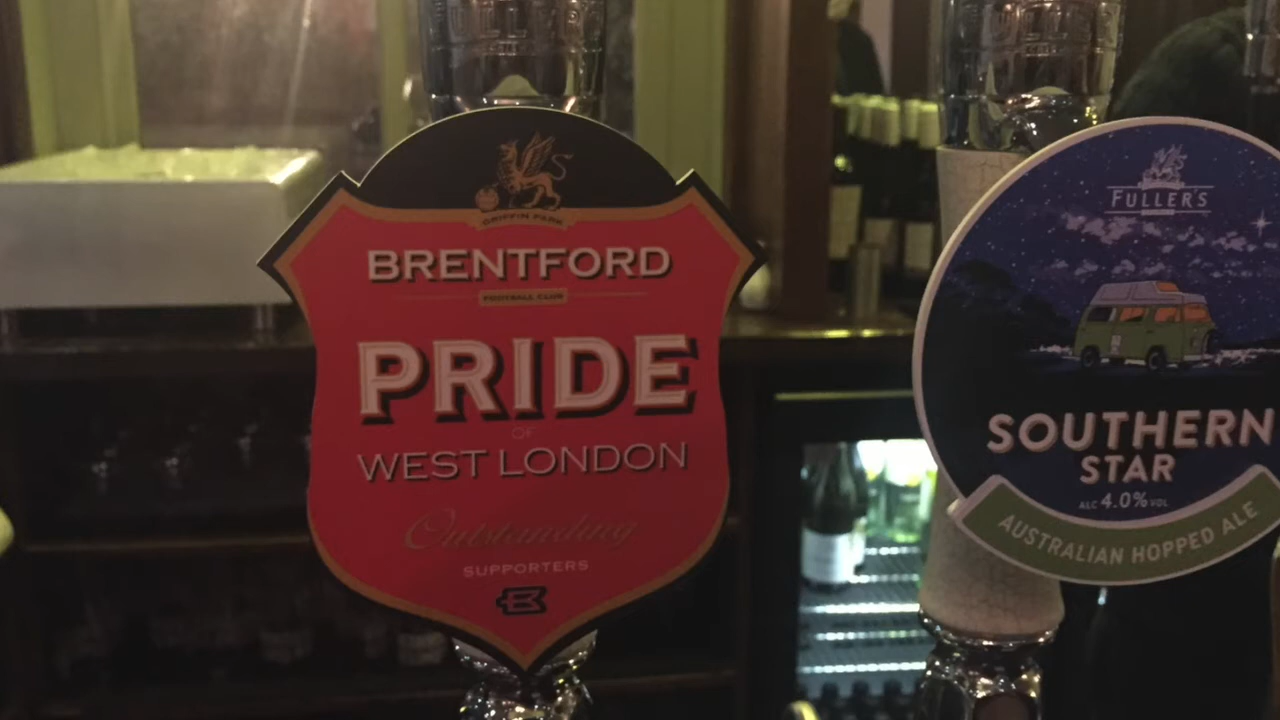 FULLER'S
GRIFFIN PARK
BRENTFORD
FOOTBALL CLUB
PRIDE
OF
WEST LONDON
Outstanding
SUPPORTERS
B
FULLER'S
SOUTHERN
STAR
ALC 4.0% VOL
AUSTRALIAN HOPPED ALE